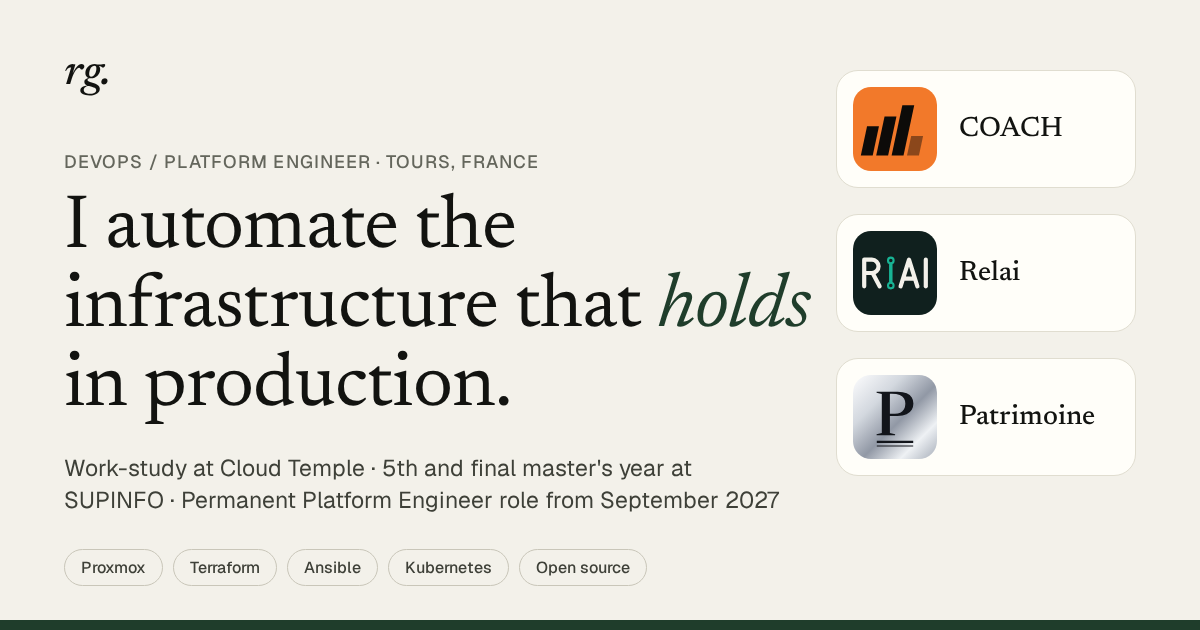 rg.
DEVOPS / PLATFORM ENGINEER · TOURS, FRANCE
I automate the
infrastructure that holds
in production.
Work-study at Cloud Temple · 5th and final master's year at
SUPINFO · Permanent Platform Engineer role from September 2027
Proxmox
Terraform
Ansible
Kubernetes
Open source
COACH
RIAI
Relai
P
Patrimoine